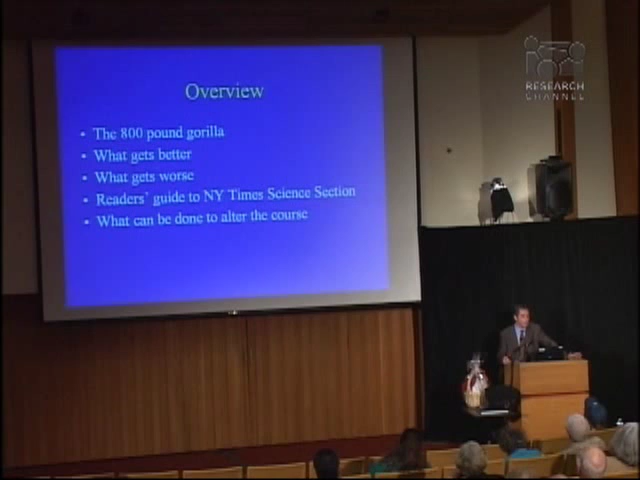 Overview
• The 800 pound gorilla
• What gets better
• What gets worse
• Readers' guide to NY Times Science Section
• What can be done to alter the course
RESEARCH
CHANNEL